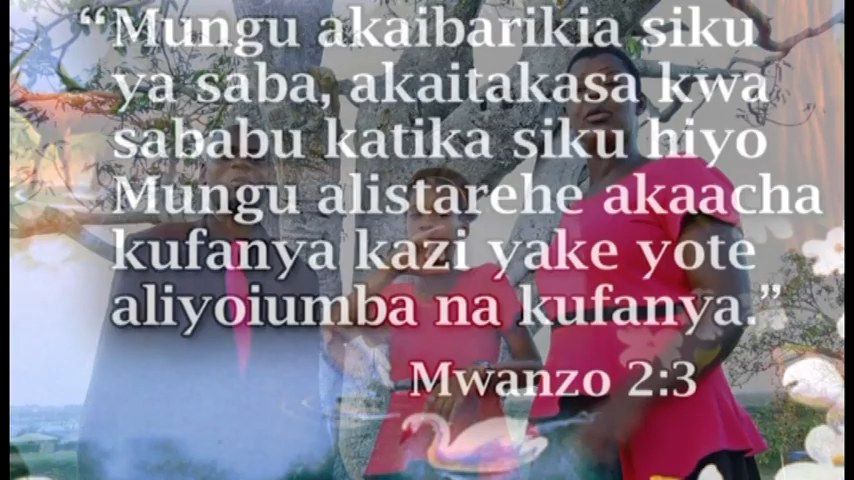 “Mungu akaibarikia siku
ya saba, akaitakasa kwa
sababu katika siku hiyo
Mungu alistarehe akaacha
kufanya kazi yake yote
aliyoiumba na kufanya.”
Mwanzo 2:3